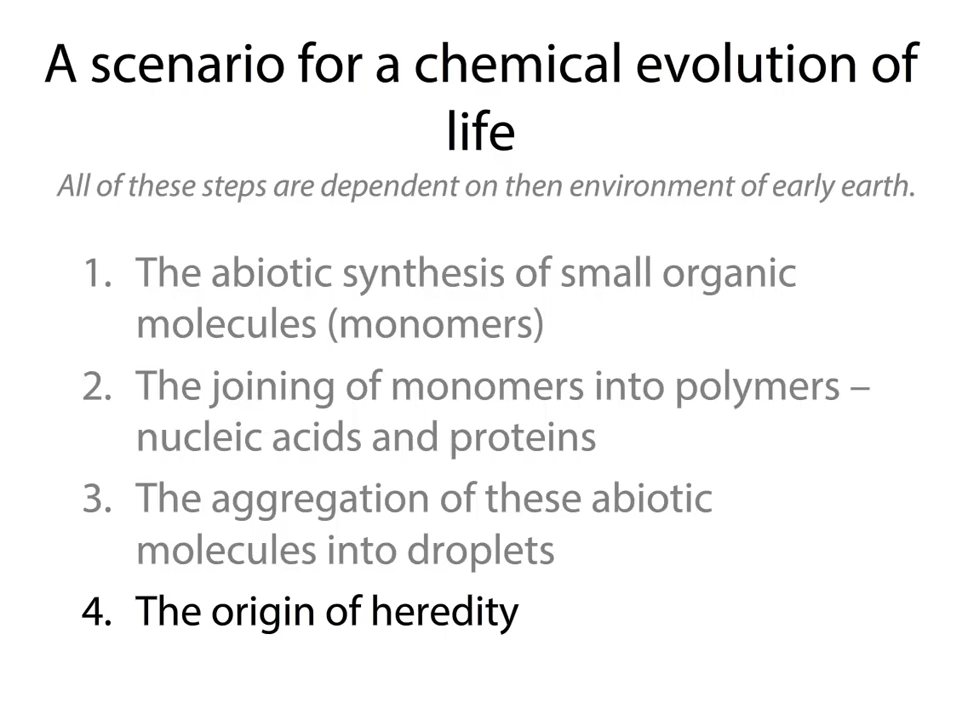 A scenario for a chemical evolution of
life
All of these steps are dependent on then environment of early earth.
1. The abiotic synthesis of small organic
molecules (monomers)
2. The joining of monomers into polymers –
nucleic acids and proteins
3. The aggregation of these abiotic
molecules into droplets
4. The origin of heredity